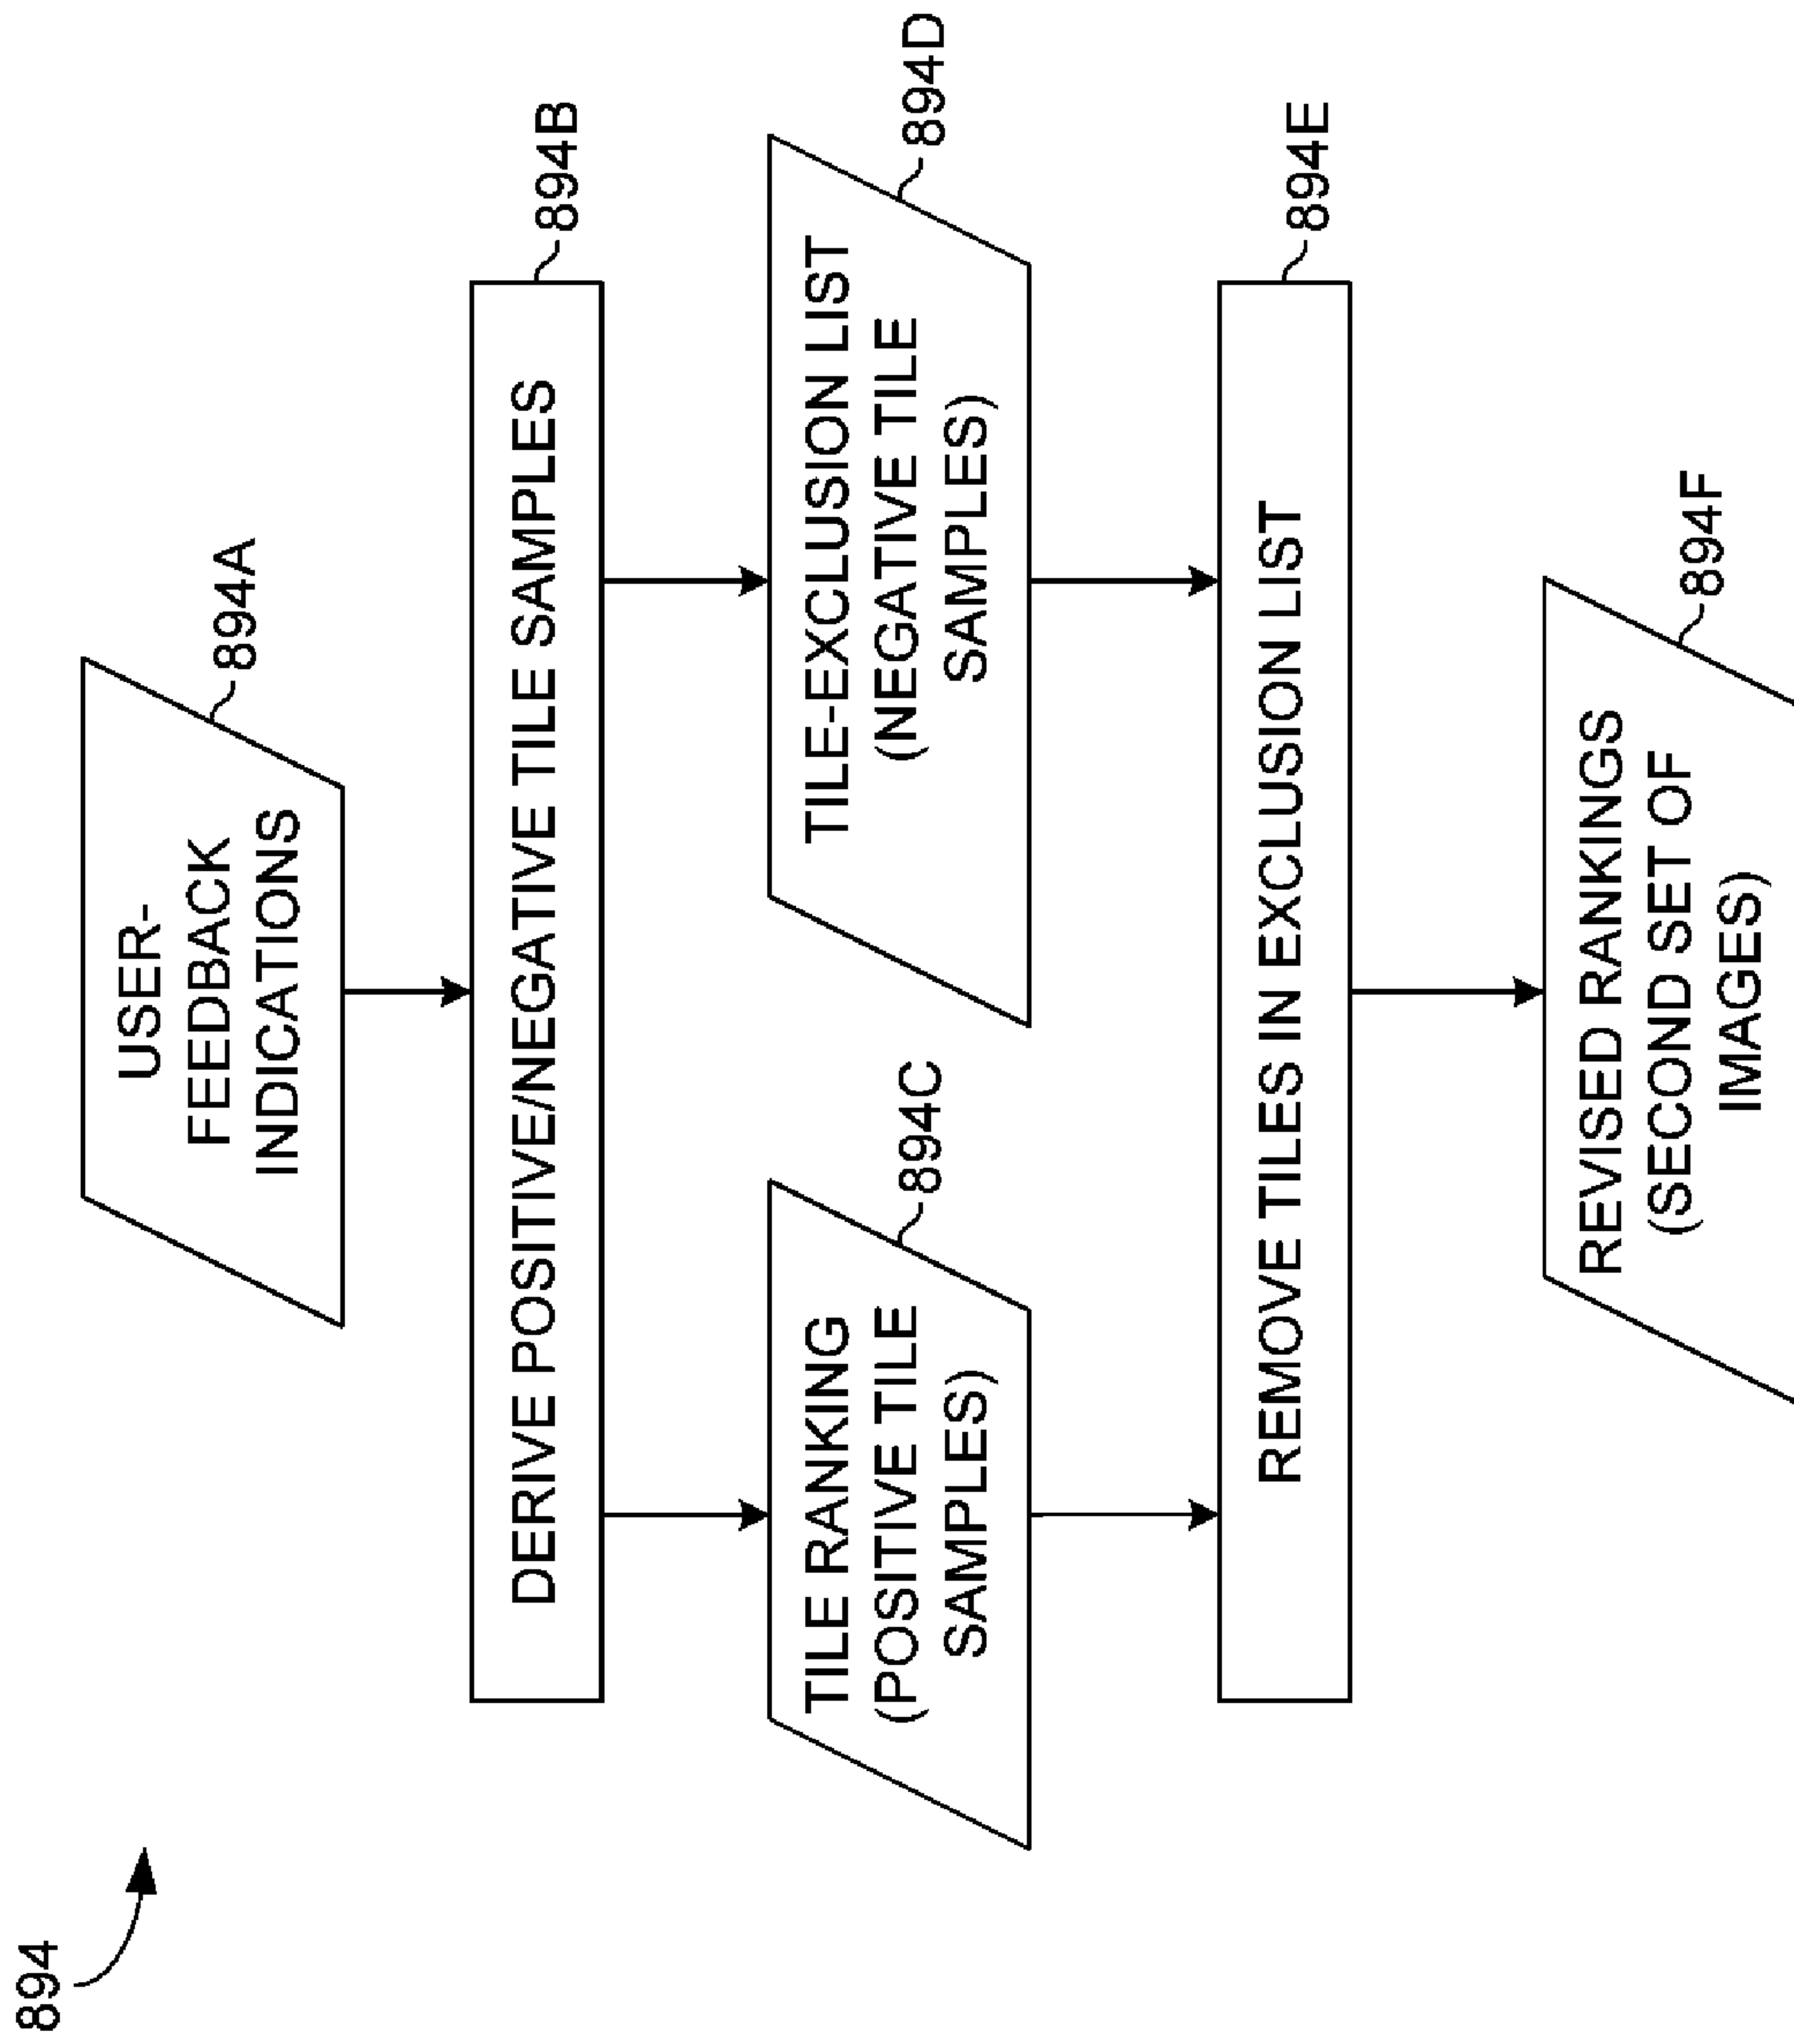 894
USER-
FEEDBACK
INDICATIONS
894A
DERIVE POSITIVE/NEGATIVE TILE SAMPLES
894B
TILE RANKING
(POSITIVE TILE
SAMPLES)
894C
TILE-EXCLUSION LIST
(NEGATIVE TILE
SAMPLES)
894D
REMOVE TILES IN EXCLUSION LIST
894E
REVISED RANKINGS
(SECOND SET OF
IMAGES)
894F